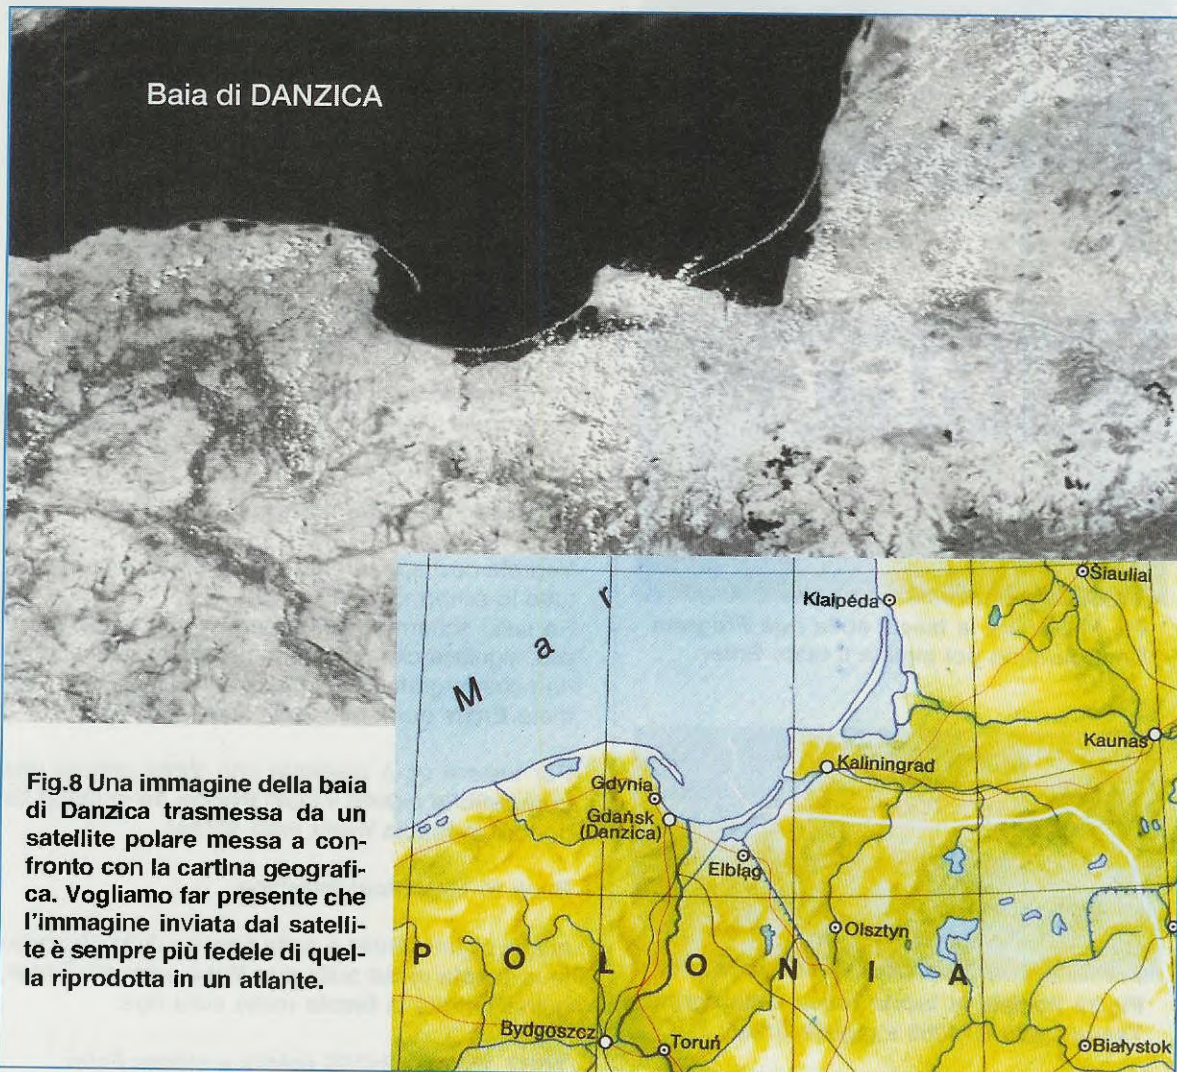 Baia di DANZICA
Fig.8 Una immagine della baia
di Danzica trasmessa da un
satellite polare messa a con-
fronto con la cartina geografi-
ca. Vogliamo far presente che
l'immagine inviata dal satelli-
te è sempre più fedele di quel-
la riprodotta in un atlante.
M a r
Klaipéda
Šiauliai
Kaunas
Kaliningrad
Gdynia
Gdańsk
(Danzica)
Elbląg
Olsztyn
P O L O N I A
Bydgoszcz
Toruń
Białystok